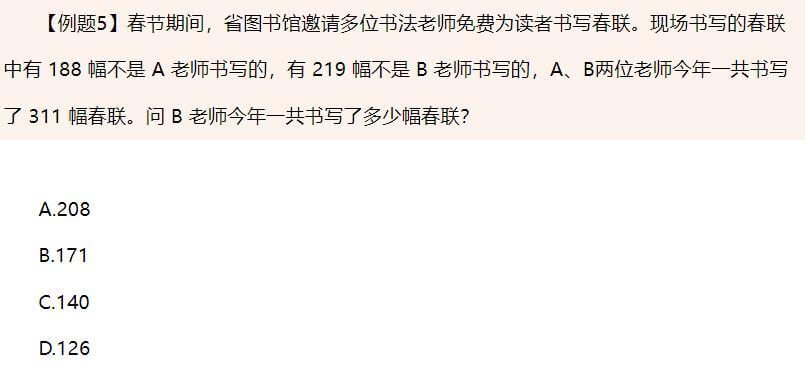 【例题5】春节期间，省图书馆邀请多位书法老师免费为读者书写春联。现场书写的春联
中有 188 幅不是 A 老师书写的，有 219 幅不是 B 老师书写的，A、B两位老师今年一共书写
了 311 幅春联。问 B 老师今年一共书写了多少幅春联？
A.208
B.171
C.140
D.126